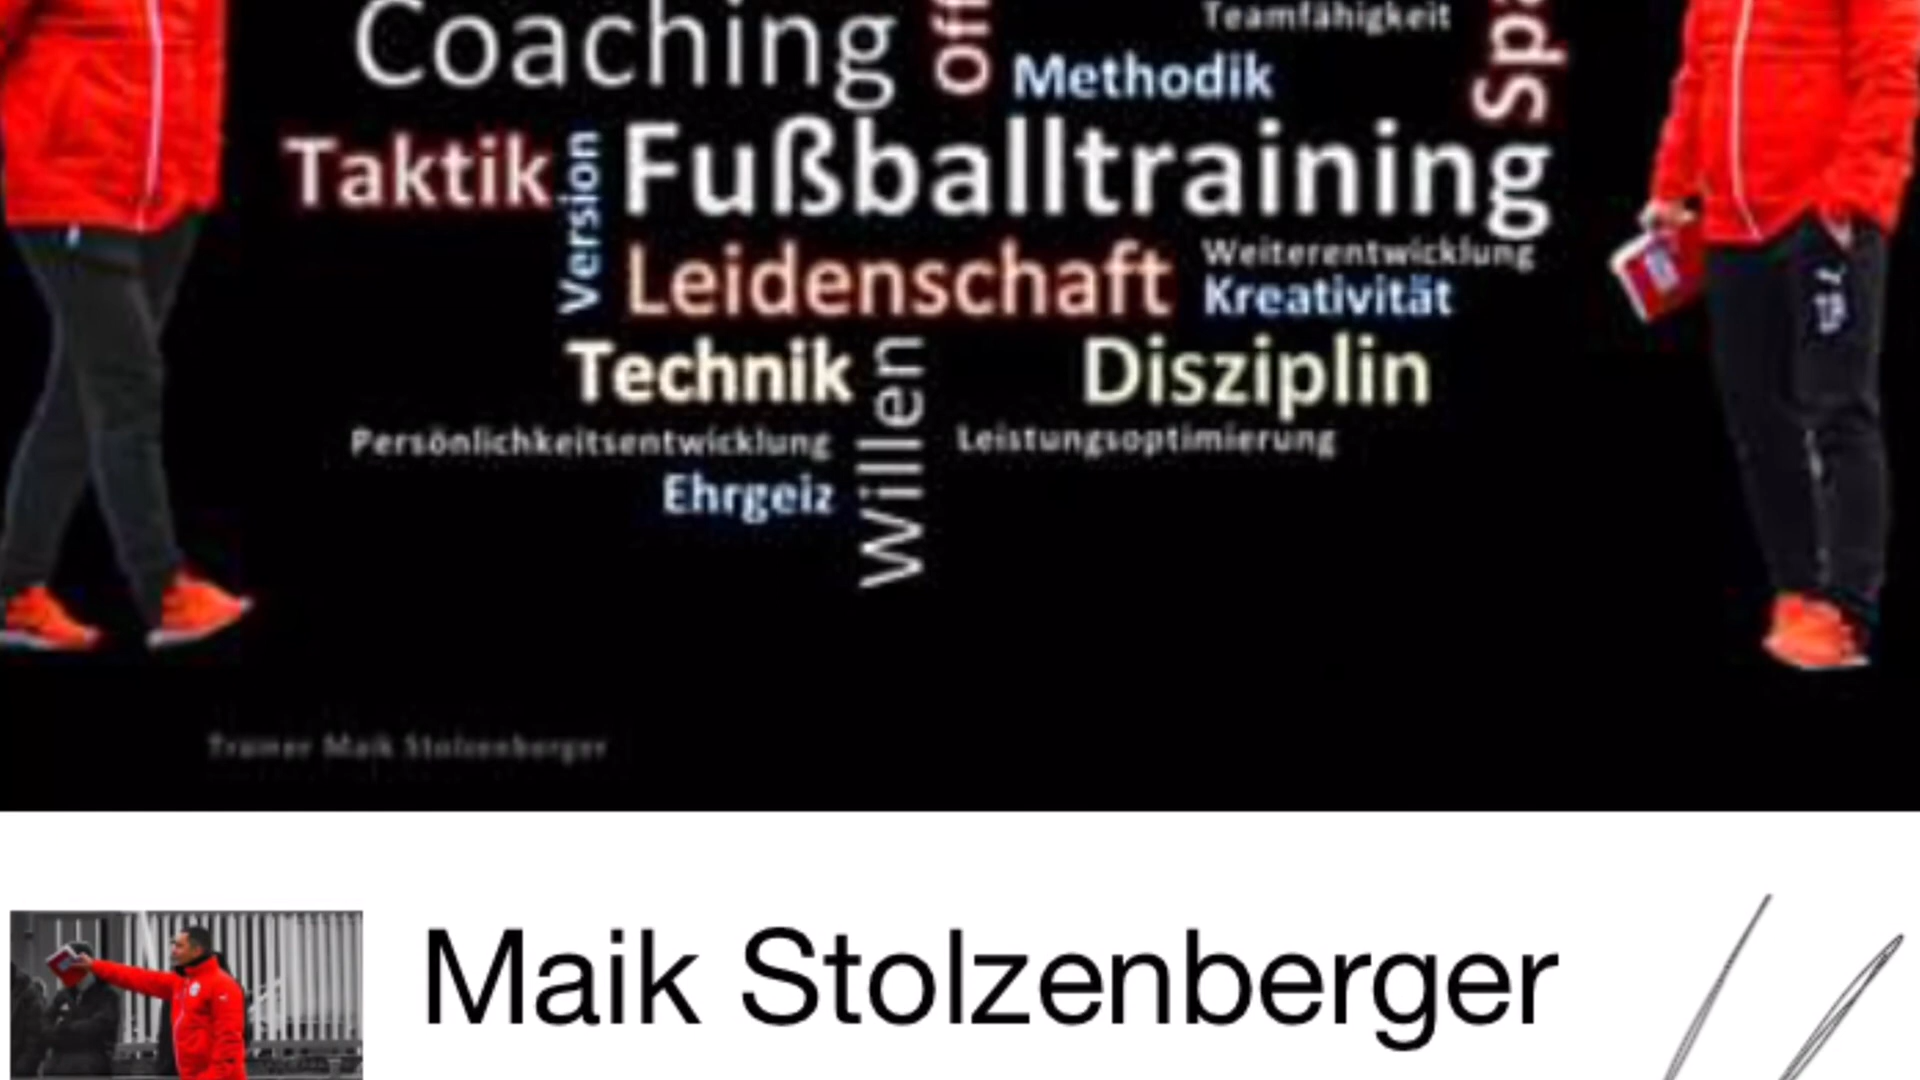 Teamfähigkeit
Coaching
Methodik
Taktik
Version
Fußballtraining
Weiterentwicklung
Leidenschaft
Kreativität
Technik
Willen
Disziplin
Persönlichkeitsentwicklung
Leistungsoptimierung
Ehrgeiz
Trainer Maik Stolzenberger
Maik Stolzenberger